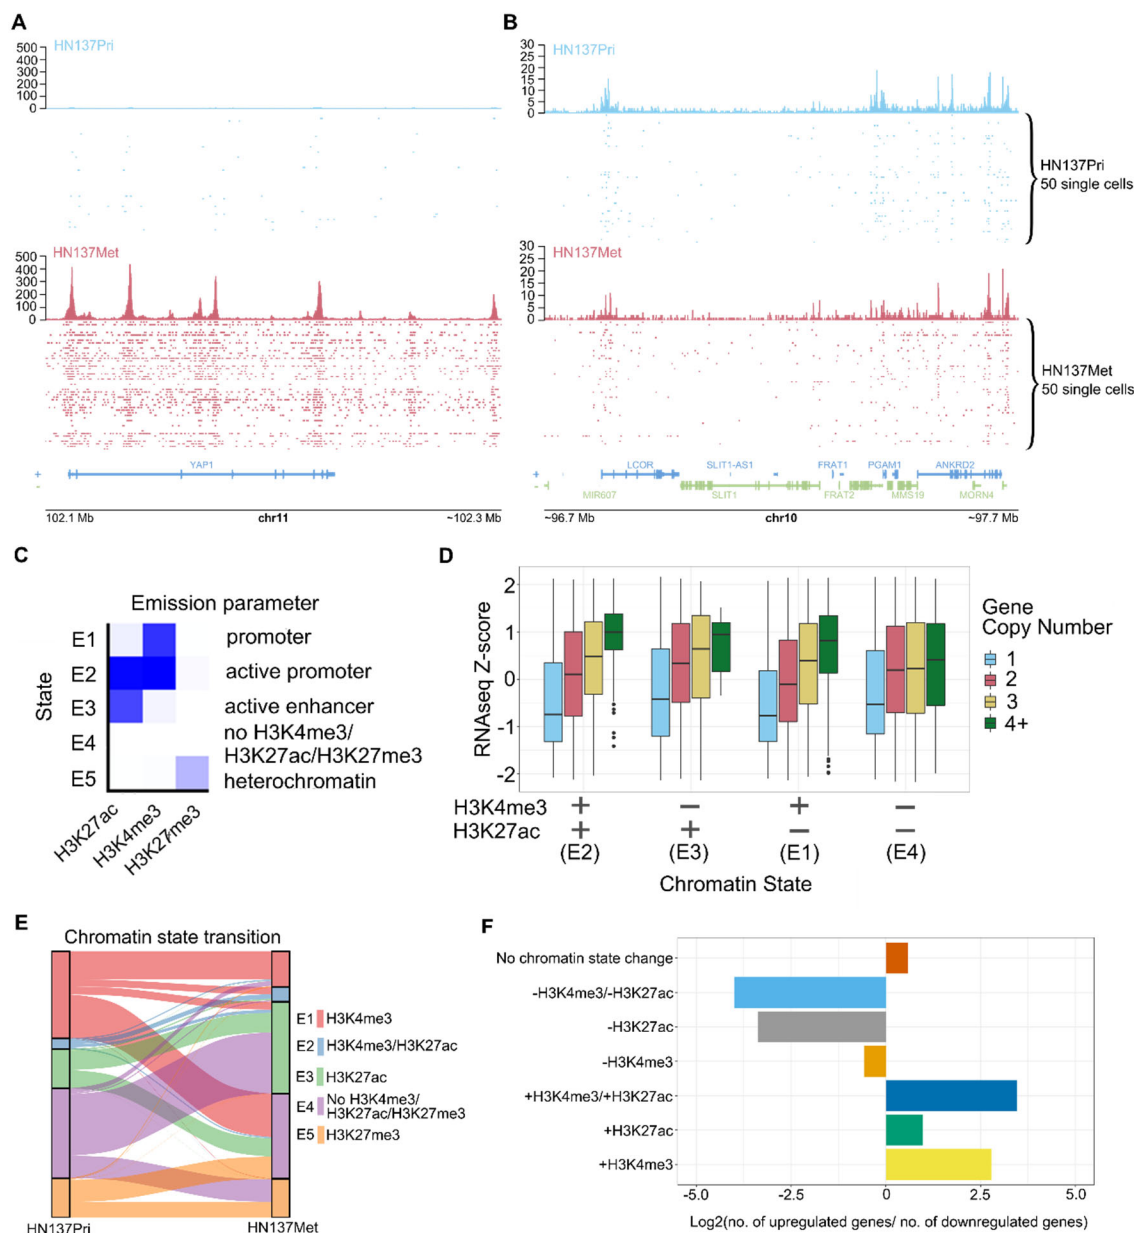 A
HN137Pri
500
400
300
200
100
0
HN137Met
500
400
300
200
100
0
YAP1
+
-
102.1 Mb chr11 ~102.3 Mb
B
HN137Pri
30
25
20
15
10
5
0
HN137Pri
50 single cells
HN137Met
30
25
20
15
10
5
0
HN137Met
50 single cells
LCOR SLIT1-AS1 FRAT1 PGAM1 ANKRD2
+
-
MIR607 SLIT1 FRAT2 MMS19 MORN4
~96.7 Mb chr10 ~97.7 Mb
C
Emission parameter
State
E1 promoter
E2 active promoter
E3 active enhancer
E4 no H3K4me3/
H3K27ac/H3K27me3
E5 heterochromatin
H3K27ac H3K4me3 H3K27me3
D
RNAseq Z-score
2
1
0
-1
-2
H3K4me3 + − + −
H3K27ac + + − −
(E2) (E3) (E1) (E4)
Chromatin State
Gene
Copy Number
1
2
3
4+
E
Chromatin state transition
E1 H3K4me3
E2 H3K4me3/H3K27ac
E3 H3K27ac
E4 No H3K4me3/
H3K27ac/H3K27me3
E5 H3K27me3
HN137Pri HN137Met
F
No chromatin state change
-H3K4me3/-H3K27ac
-H3K27ac
-H3K4me3
+H3K4me3/+H3K27ac
+H3K27ac
+H3K4me3
-5.0 -2.5 0 2.5 5.0
Log2(no. of upregulated genes/ no. of downregulated genes)